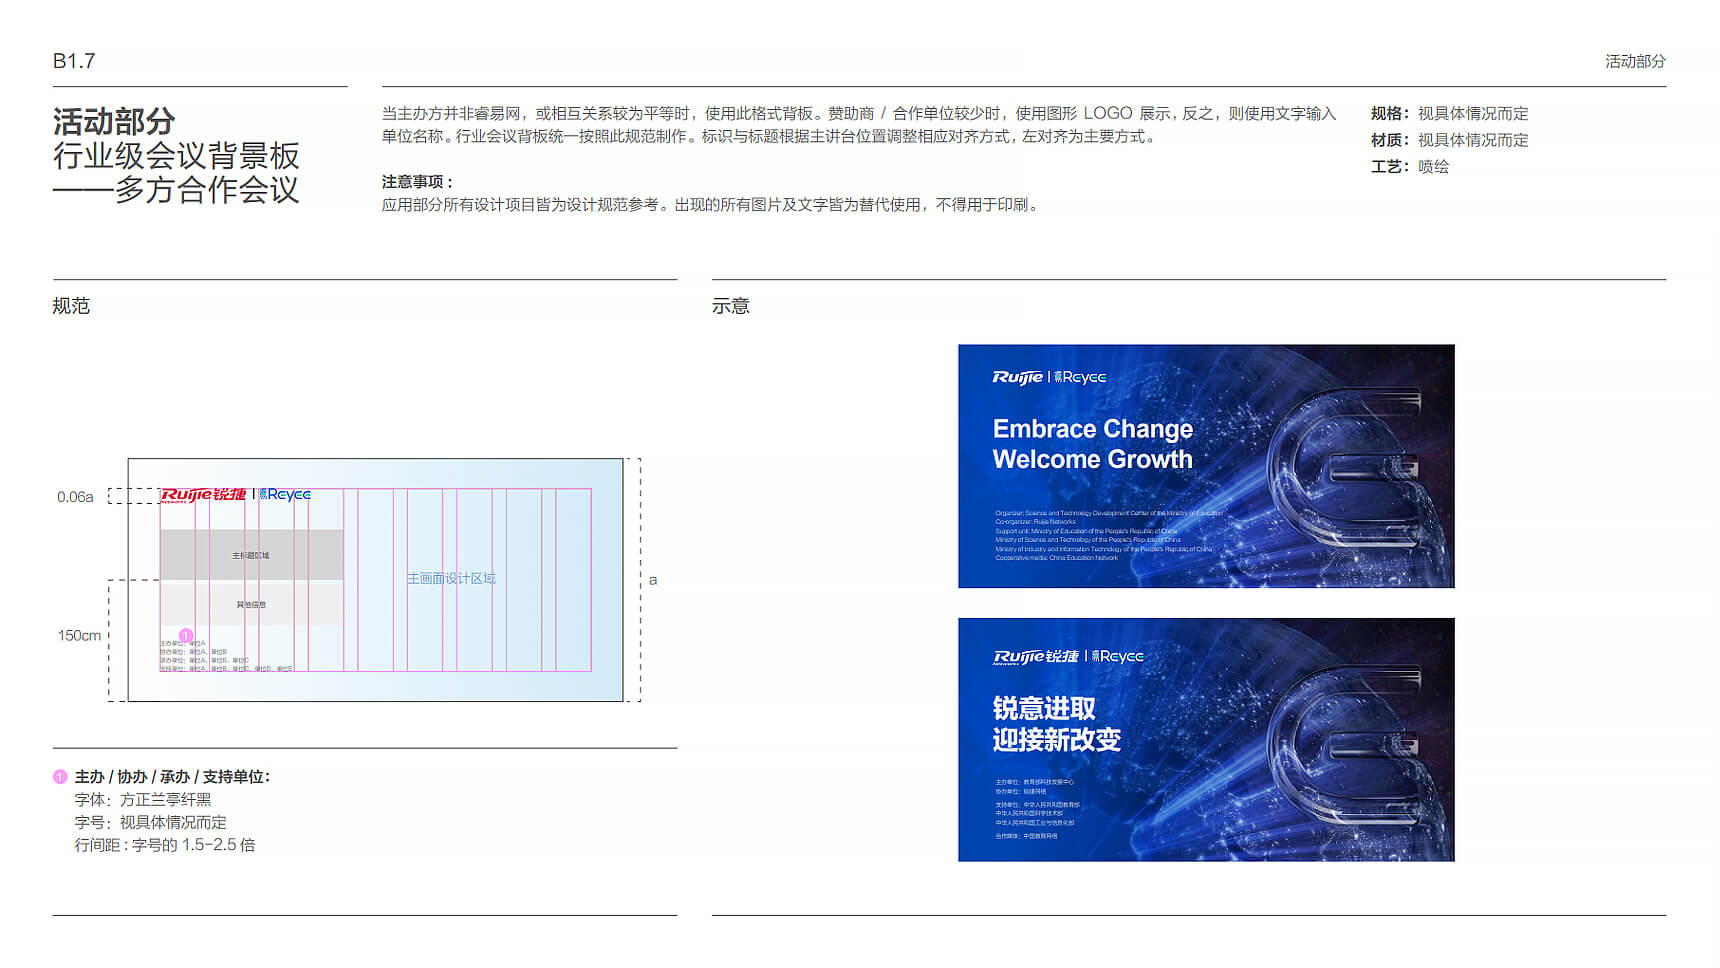 B1.7
活动部分
活动部分
行业级会议背景板
——多方合作会议
当主办方并非睿易网，或相互关系较为平等时，使用此格式背板。赞助商 / 合作单位较少时，使用图形 LOGO 展示，反之，则使用文字输入
单位名称。行业会议背板统一按照此规范制作。标识与标题根据主讲台位置调整相应对齐方式，左对齐为主要方式。
注意事项：
应用部分所有设计项目皆为设计规范参考。出现的所有图片及文字皆为替代使用，不得用于印刷。
规格：视具体情况而定
材质：视具体情况而定
工艺：喷绘
规范
0.06a
Ruijie锐捷 Networks | 睿易Reyee
主标题区域
主画面设计区域
a
其他信息
150cm
1
主办单位：单位A
协办单位：单位A、单位B
承办单位：单位A、单位B、单位C
支持单位：单位A、单位B、单位C、单位D、单位E
1 主办 / 协办 / 承办 / 支持单位：
字体：方正兰亭纤黑
字号：视具体情况而定
行间距：字号的 1.5-2.5 倍
示意
Ruijie | 睿易Reyee
Embrace Change
Welcome Growth
Organizer: Science and Technology Development Center of the Ministry of Education
Co-organizer: Ruijie Networks
Support unit: Ministry of Education of the People's Republic of China
Ministry of Science and Technology of the People's Republic of China
Ministry of Industry and Information Technology of the People's Republic of China
Cooperative media: China Education Network
Ruijie锐捷 Networks | 睿易Reyee
锐意进取
迎接新改变
主办单位：教育部科技发展中心
协办单位：锐捷网络
支持单位：中华人民共和国教育部
中华人民共和国科学技术部
中华人民共和国工业与信息化部
合作媒体：中国教育网络